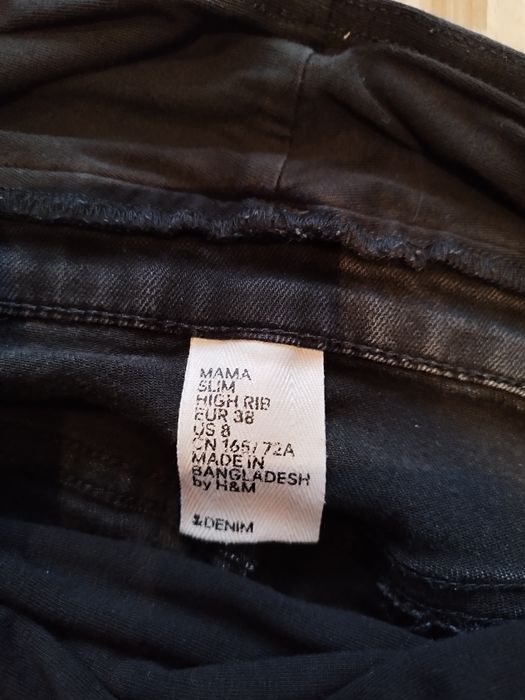 MAMA
SLIM
HIGH RIB
EUR 38
US 8
CN 165/72A
MADE IN
BANGLADESH
by H&M
&DENIM